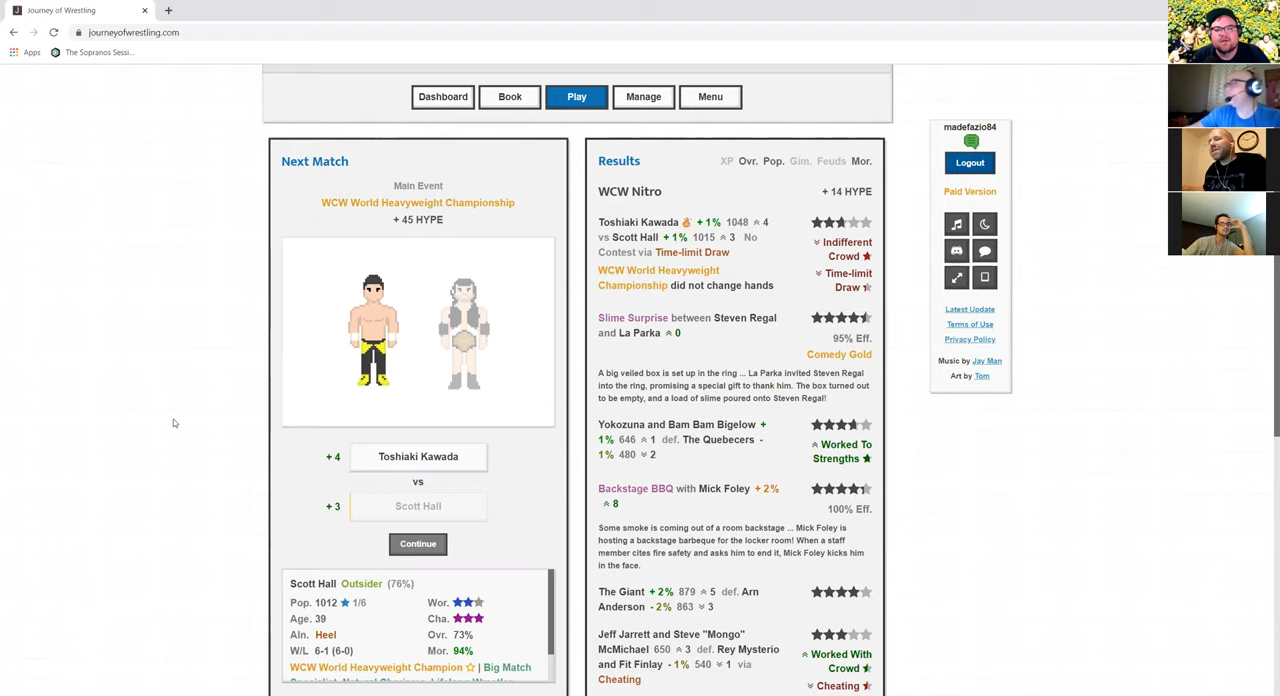 Journey of Wrestling
journeyofwrestling.com
Apps
The Sopranos Sessi...
Dashboard
Book
Play
Manage
Menu
Next Match
Main Event
WCW World Heavyweight Championship
+ 45 HYPE
+ 4
Toshiaki Kawada
vs
+ 3
Scott Hall
Continue
Scott Hall Outsider (76%)
Pop. 1012 1/6
Wor.
Age. 39
Cha.
Aln. Heel
Ovr. 73%
W/L 6-1 (6-0)
Mor. 94%
WCW World Heavyweight Champion | Big Match
Results
XP Ovr. Pop. Gim. Feuds Mor.
WCW Nitro
+ 14 HYPE
Toshiaki Kawada + 1% 1048 4
vs Scott Hall + 1% 1015 3 No
Contest via Time-limit Draw
WCW World Heavyweight
Championship did not change hands
Indifferent
Crowd
Time-limit
Draw
Slime Surprise between Steven Regal
and La Parka 0
95% Eff.
Comedy Gold
A big veiled box is set up in the ring ... La Parka invited Steven Regal
into the ring, promising a special gift to thank him. The box turned out
to be empty, and a load of slime poured onto Steven Regal!
Yokozuna and Bam Bam Bigelow +
1% 646 1 def. The Quebecers -
1% 480 2
Worked To
Strengths
Backstage BBQ with Mick Foley + 2%
8
100% Eff.
Some smoke is coming out of a room backstage ... Mick Foley is
hosting a backstage barbeque for the locker room! When a staff
member cites fire safety and asks him to end it, Mick Foley kicks him
in the face.
The Giant + 2% 879 5 def. Arn
Anderson - 2% 863 3
Jeff Jarrett and Steve "Mongo"
McMichael 650 3 def. Rey Mysterio
and Fit Finlay - 1% 540 1 via
Cheating
Worked With
Crowd
Cheating
madefazio84
Logout
Paid Version
Latest Update
Terms of Use
Privacy Policy
Music by Jay Man
Art by Tom